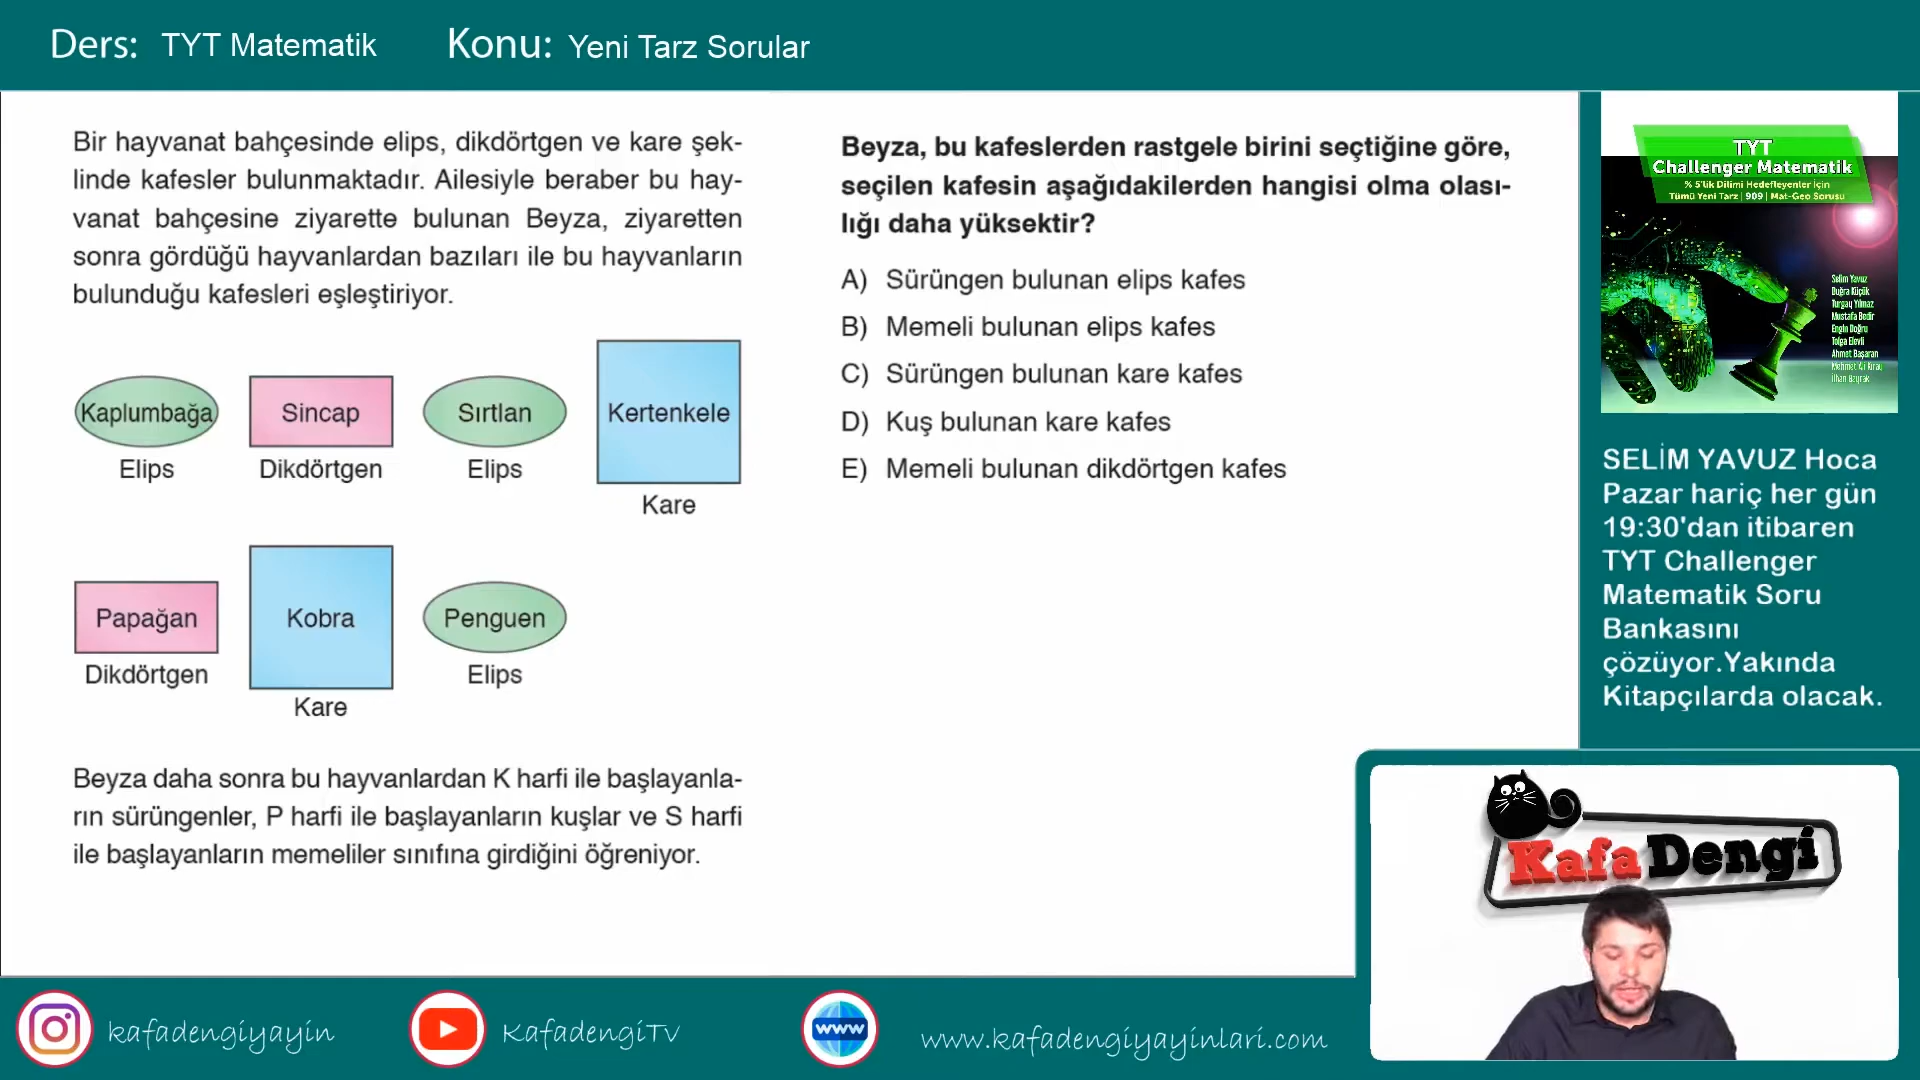 Ders: TYT Matematik Konu: Yeni Tarz Sorular
Bir hayvanat bahçesinde elips, dikdörtgen ve kare şek-
linde kafesler bulunmaktadır. Ailesiyle beraber bu hay-
vanat bahçesine ziyarette bulunan Beyza, ziyaretten
sonra gördüğü hayvanlardan bazıları ile bu hayvanların
bulunduğu kafesleri eşleştiriyor.
Kaplumbağa Sincap Sırtlan Kertenkele
Elips Dikdörtgen Elips
Kare
Papağan Kobra Penguen
Dikdörtgen Elips
Kare
Beyza daha sonra bu hayvanlardan K harfi ile başlayanla-
rın sürüngenler, P harfi ile başlayanların kuşlar ve S harfi
ile başlayanların memeliler sınıfına girdiğini öğreniyor.
Beyza, bu kafeslerden rastgele birini seçtiğine göre,
seçilen kafesin aşağıdakilerden hangisi olma olası-
lığı daha yüksektir?
A) Sürüngen bulunan elips kafes
B) Memeli bulunan elips kafes
C) Sürüngen bulunan kare kafes
D) Kuş bulunan kare kafes
E) Memeli bulunan dikdörtgen kafes
TYT
Challenger Matematik
% 5'lik Dilimi Hedefleyenler İçin
Tümü Yeni Tarz | 909 | Mat-Geo Sorusu
Selim Yavuz
Buğra Küçük
Turgay Yılmaz
Mustafa Bedir
Engin Doğru
Tolga Elevli
Ahmet Başaran
İlhan Bayrak
SELİM YAVUZ Hoca
Pazar hariç her gün
19:30'dan itibaren
TYT Challenger
Matematik Soru
Bankasını
çözüyor.Yakında
Kitapçılarda olacak.
KafaDengi
kafadengiyayin KafadengiTv www www.kafadengiyayinlari.com